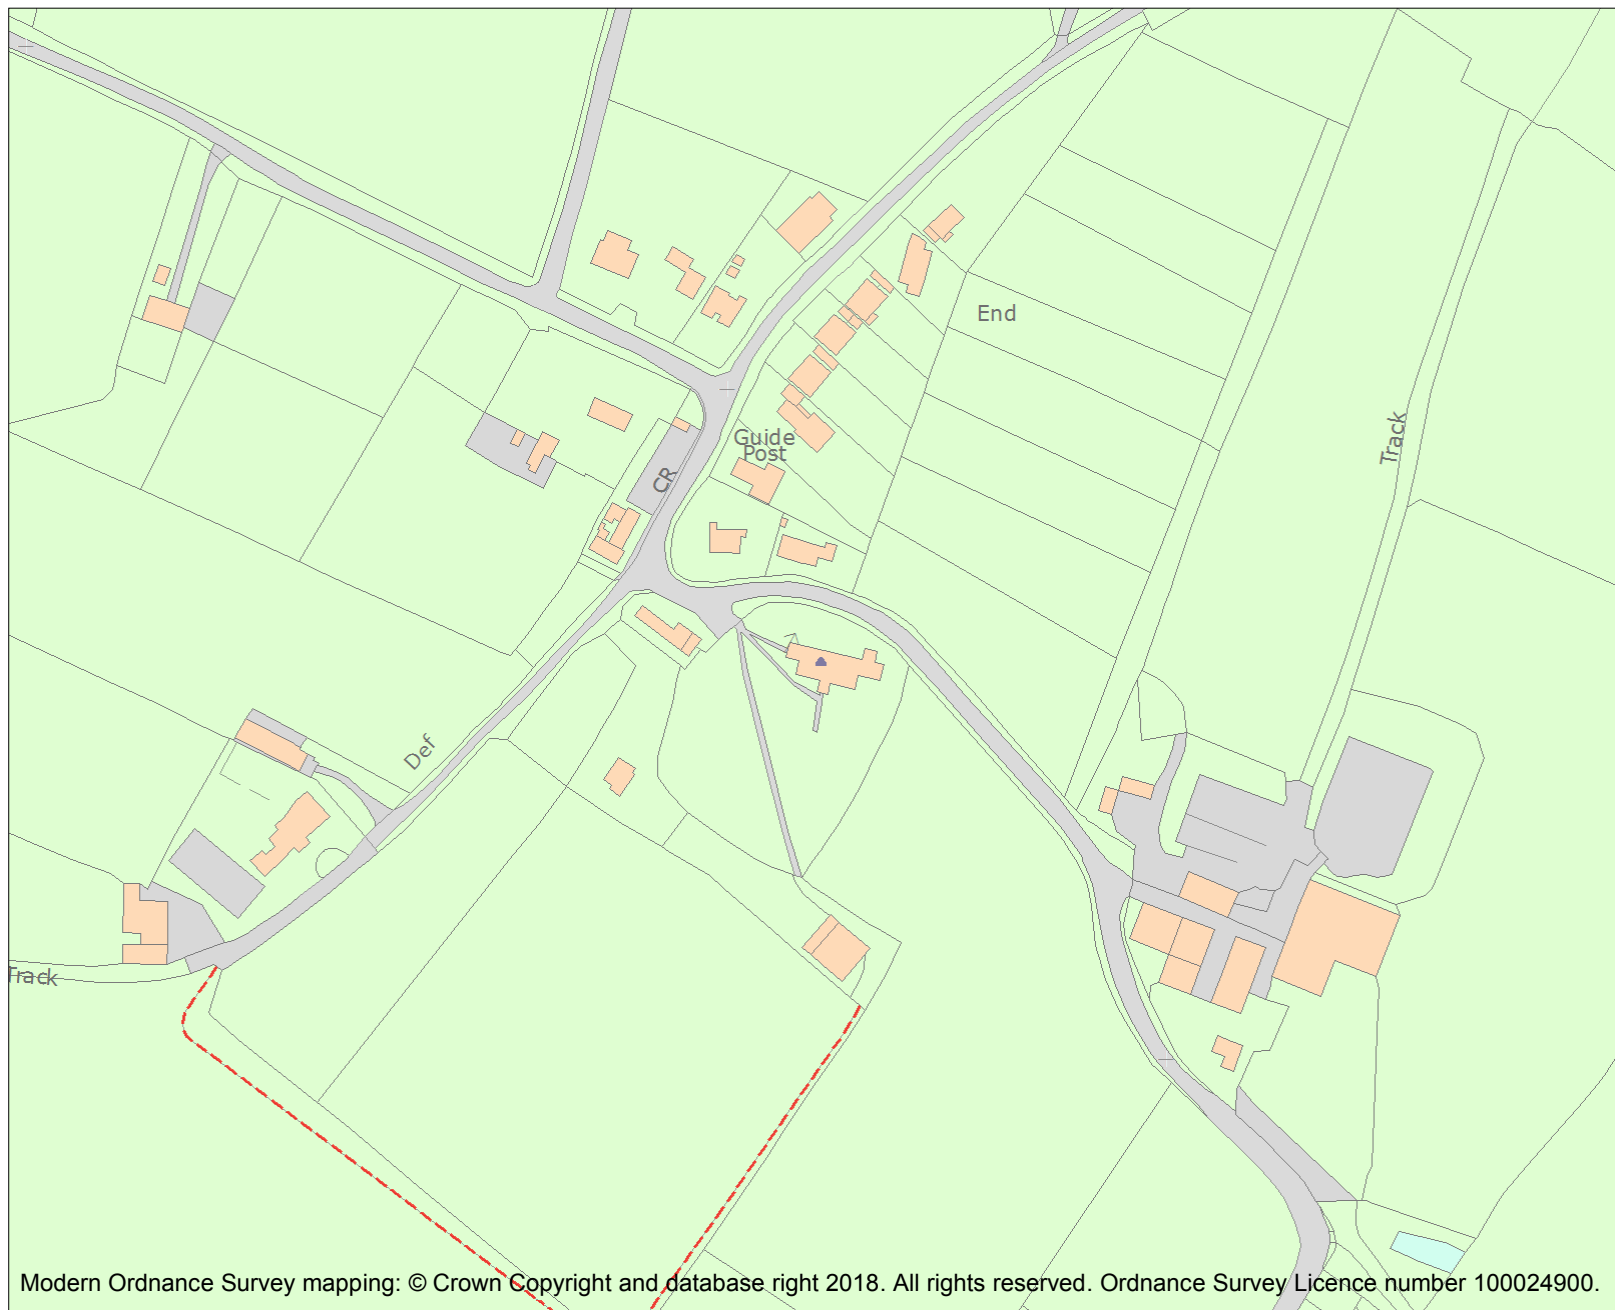 End
Track
Guide
Post
CR
Def
Track
Modern Ordnance Survey mapping: © Crown Copyright and database right 2018. All rights reserved. Ordnance Survey Licence number 100024900.